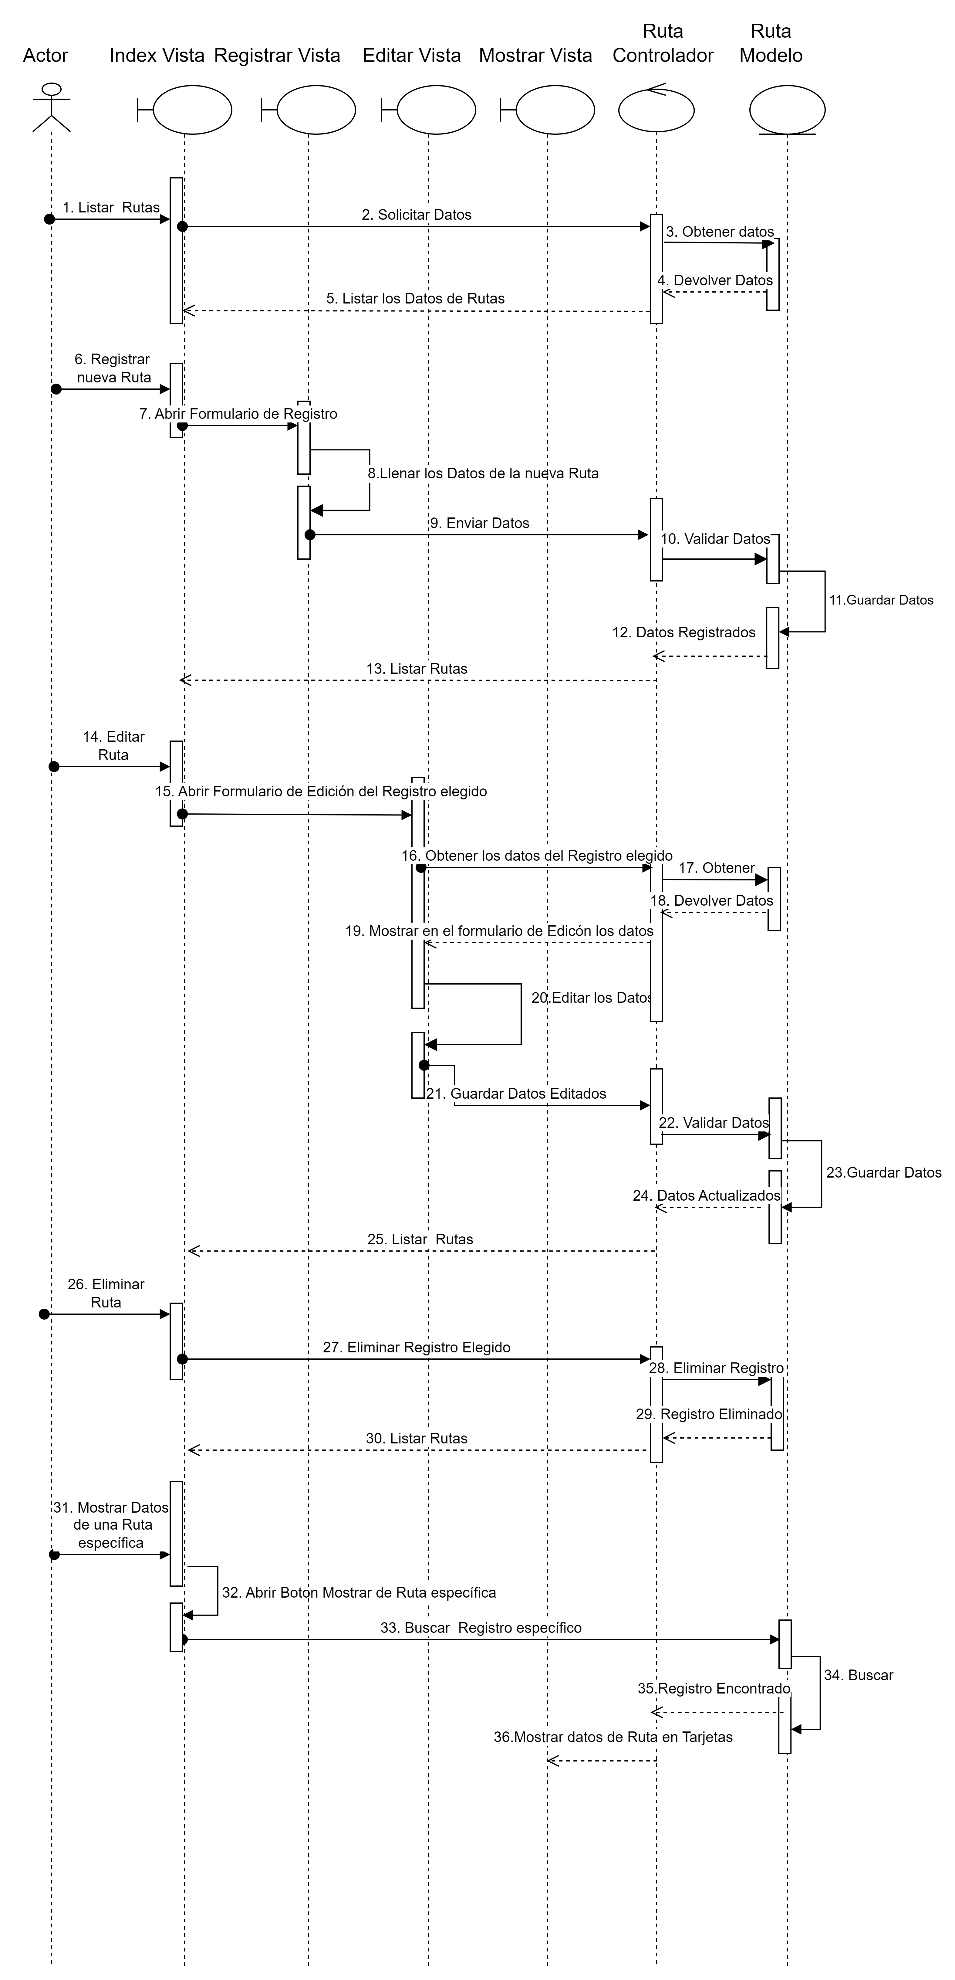 Actor
Index Vista
Registrar Vista
Editar Vista
Mostrar Vista
Ruta
Controlador
Ruta
Modelo
1. Listar Rutas
2. Solicitar Datos
3. Obtener datos
4. Devolver Datos
5. Listar los Datos de Rutas
6. Registrar
nueva Ruta
7. Abrir Formulario de Registro
8.Llenar los Datos de la nueva Ruta
9. Enviar Datos
10. Validar Datos
11.Guardar Datos
12. Datos Registrados
13. Listar Rutas
14. Editar
Ruta
15. Abrir Formulario de Edición del Registro elegido
16. Obtener los datos del Registro elegido
17. Obtener
18. Devolver Datos
19. Mostrar en el formulario de Edicón los datos
20.Editar los Datos
21. Guardar Datos Editados
22. Validar Datos
23.Guardar Datos
24. Datos Actualizados
25. Listar Rutas
26. Eliminar
Ruta
27. Eliminar Registro Elegido
28. Eliminar Registro
29. Registro Eliminado
30. Listar Rutas
31. Mostrar Datos
de una Ruta
específica
32. Abrir Boton Mostrar de Ruta específica
33. Buscar Registro específico
34. Buscar
35.Registro Encontrado
36.Mostrar datos de Ruta en Tarjetas